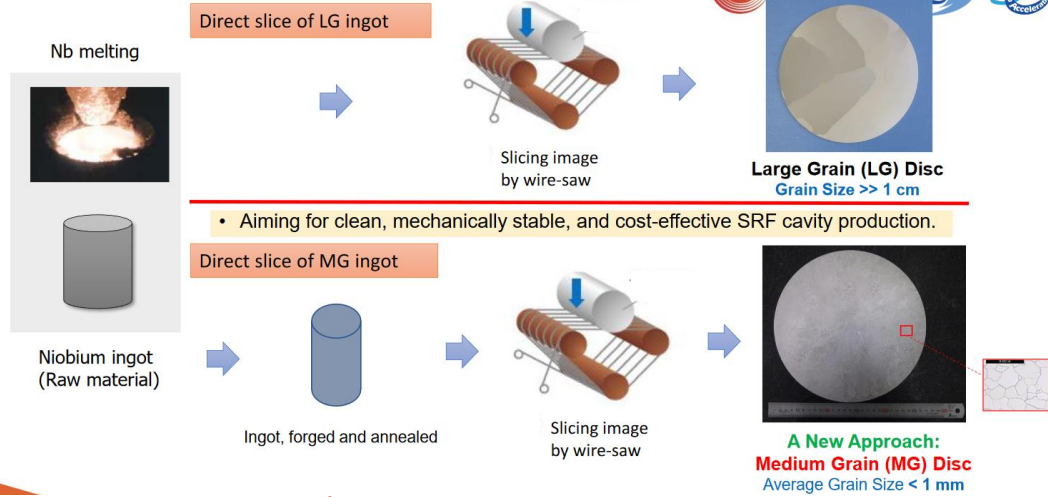 Direct slice of LG ingot
Accelerat
Nb melting
Slicing image
by wire-saw
Large Grain (LG) Disc
Grain Size >> 1 cm
• Aiming for clean, mechanically stable, and cost-effective SRF cavity production.
Direct slice of MG ingot
Niobium ingot
(Raw material)
Ingot, forged and annealed
Slicing image
by wire-saw
A New Approach:
Medium Grain (MG) Disc
Average Grain Size < 1 mm